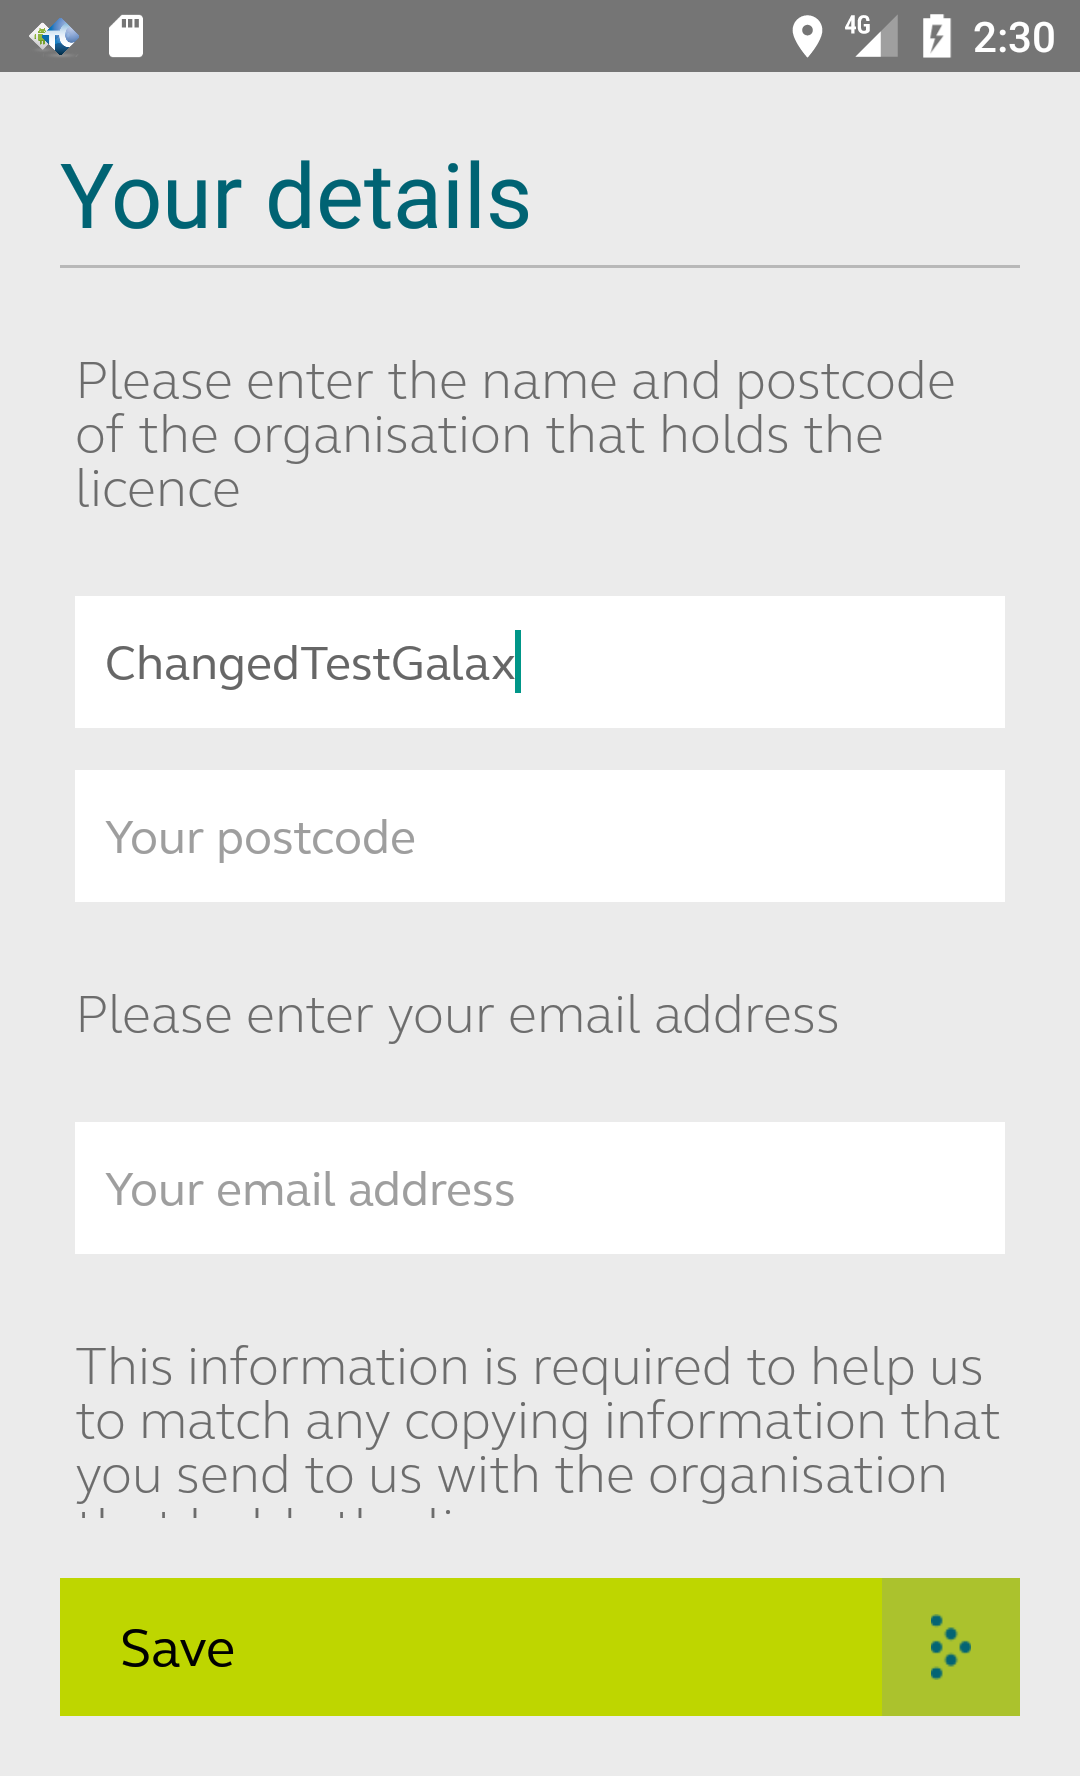 4G 2:30
Your details
Please enter the name and postcode
of the organisation that holds the
licence
ChangedTestGalax
Your postcode
Please enter your email address
Your email address
This information is required to help us
to match any copying information that
you send to us with the organisation
Save